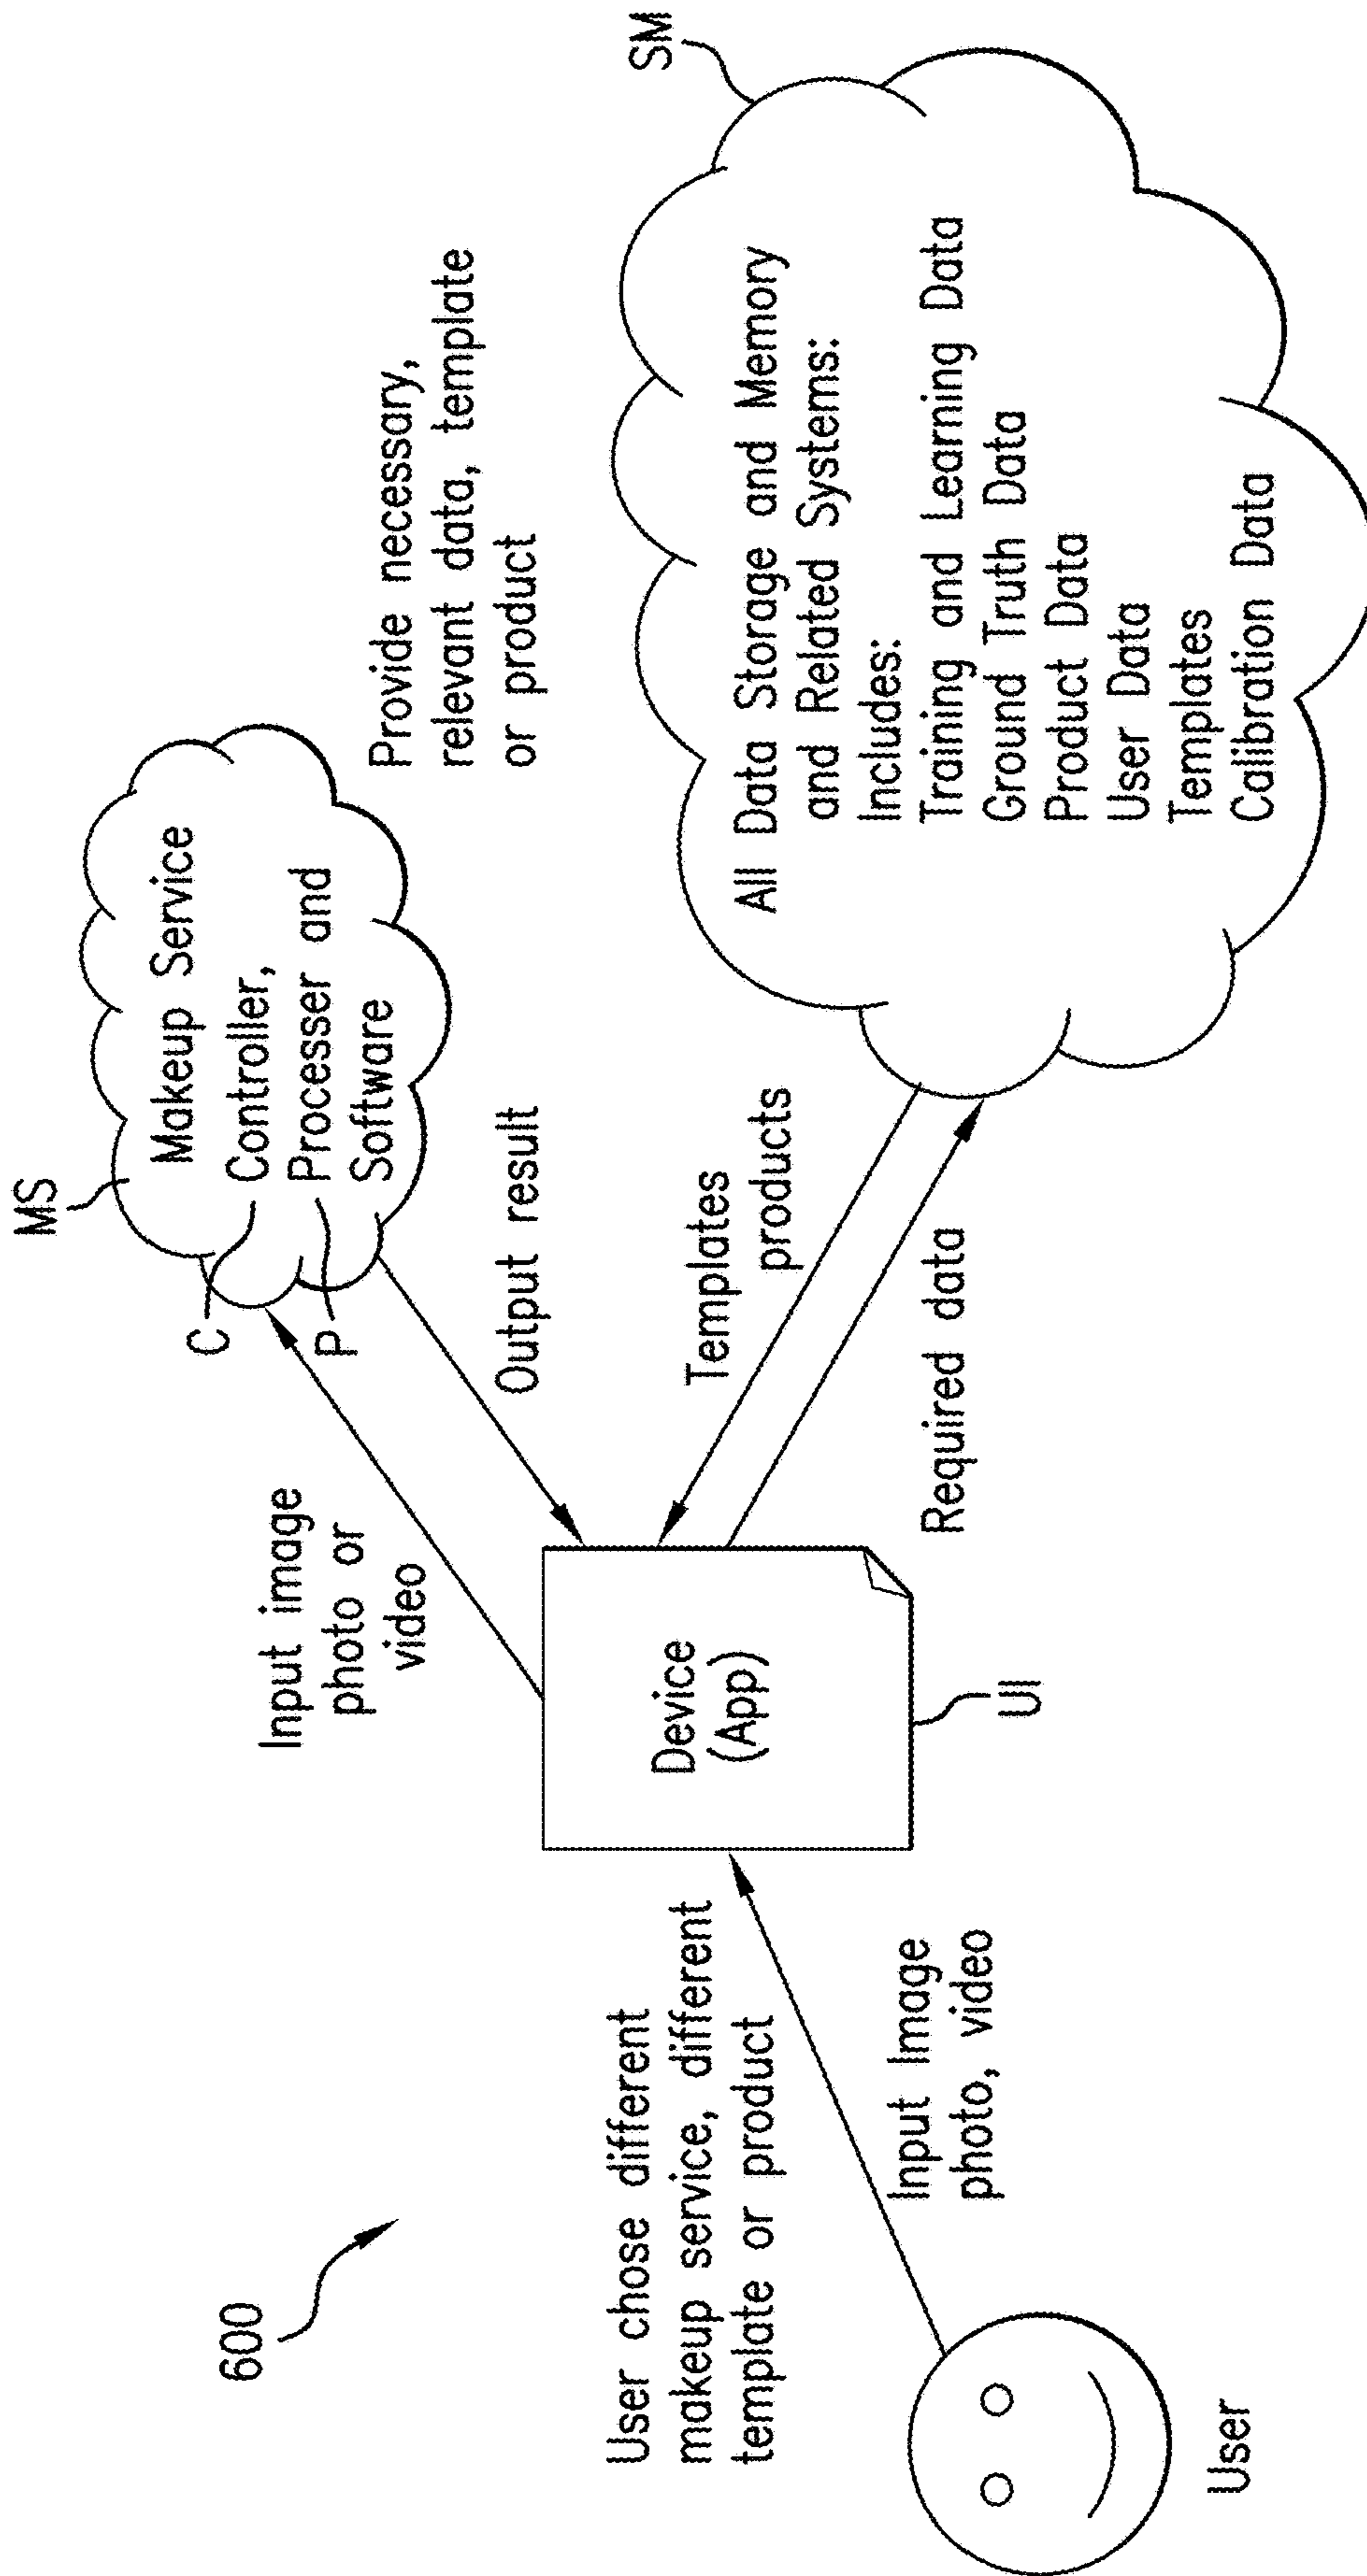 600
User chose different
makeup service, different
template or product
Input Image
photo, video
User
Device
(App)
UI
Input image
photo or
video
Output result
MS
C
P
Makeup Service
Controller,
Processer and
Software
Provide necessary,
relevant data, template
or product
Templates
products
Required data
SM
All Data Storage and Memory
and Related Systems:
Includes:
Training and Learning Data
Ground Truth Data
Product Data
User Data
Templates
Calibration Data